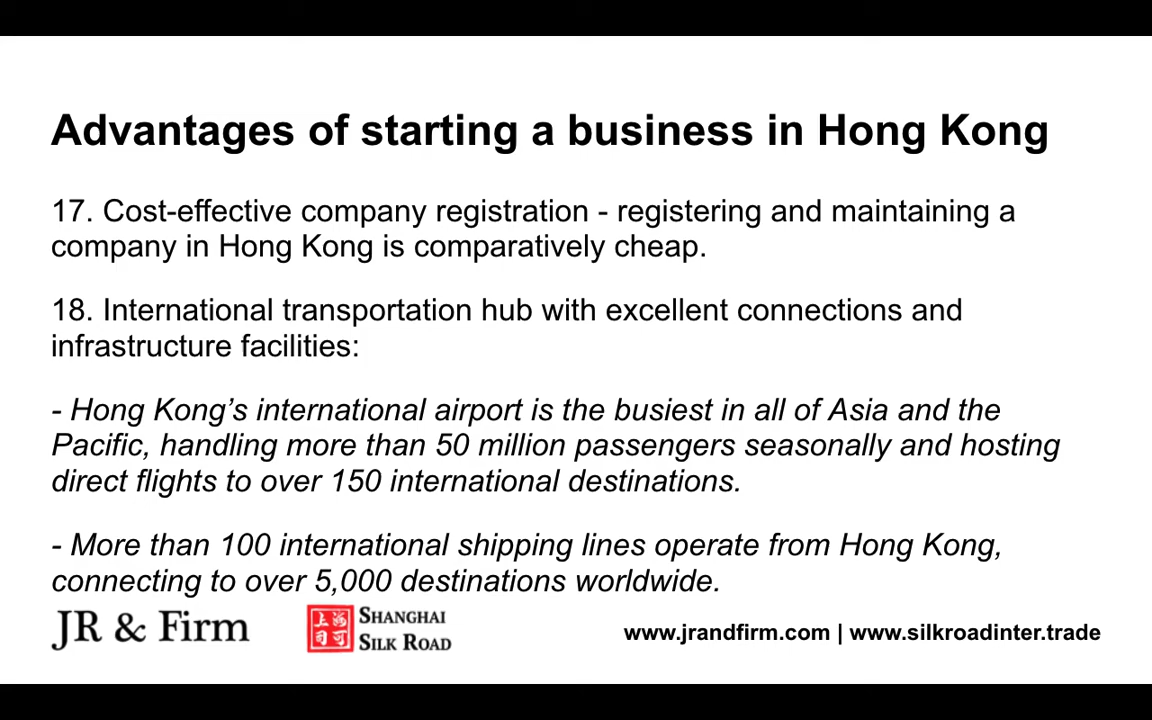 Advantages of starting a business in Hong Kong
17. Cost-effective company registration - registering and maintaining a
company in Hong Kong is comparatively cheap.
18. International transportation hub with excellent connections and
infrastructure facilities:
- Hong Kong’s international airport is the busiest in all of Asia and the
Pacific, handling more than 50 million passengers seasonally and hosting
direct flights to over 150 international destinations.
- More than 100 international shipping lines operate from Hong Kong,
connecting to over 5,000 destinations worldwide.
JR & Firm
上海
司可
SHANGHAI
SILK ROAD
www.jrandfirm.com | www.silkroadinter.trade